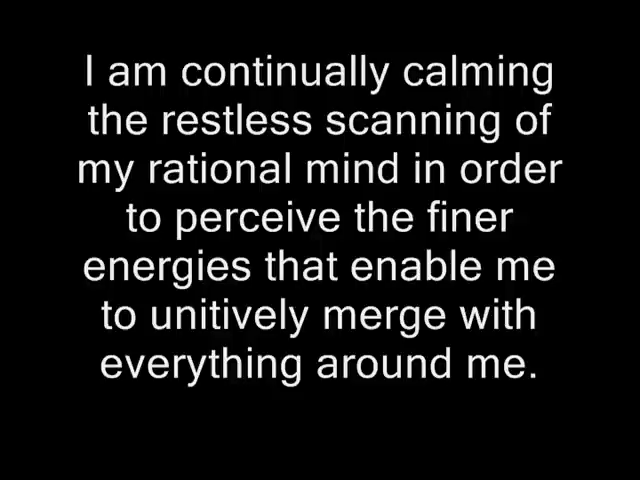 I am continually calming
the restless scanning of
my rational mind in order
to perceive the finer
energies that enable me
to unitively merge with
everything around me.